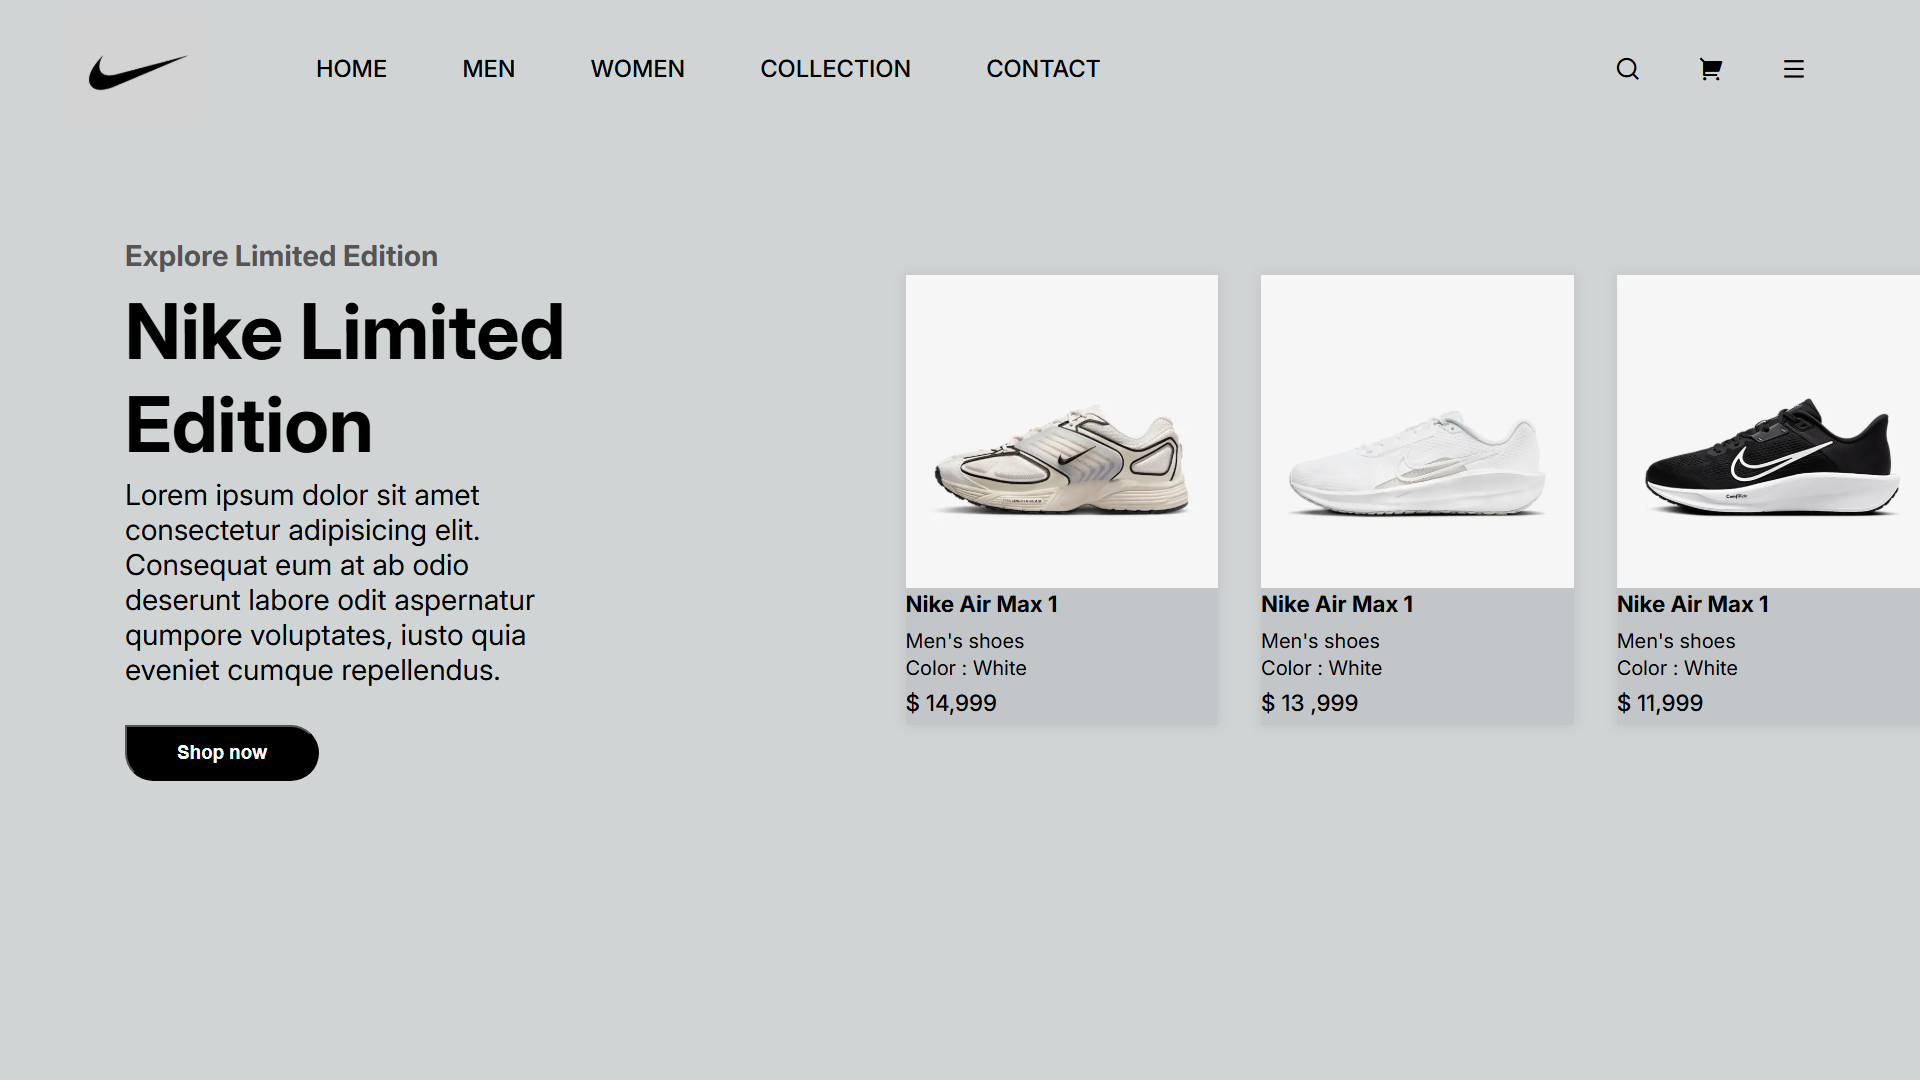 HOME MEN WOMEN COLLECTION CONTACT
Explore Limited Edition
Nike Limited
Edition
Lorem ipsum dolor sit amet
consectetur adipisicing elit.
Consequat eum at ab odio
deserunt labore odit aspernatur
qumpore voluptates, iusto quia
eveniet cumque repellendus.
Shop now
Nike Air Max 1
Men's shoes
Color : White
$ 14,999
Nike Air Max 1
Men's shoes
Color : White
$ 13 ,999
Nike Air Max 1
Men's shoes
Color : White
$ 11,999